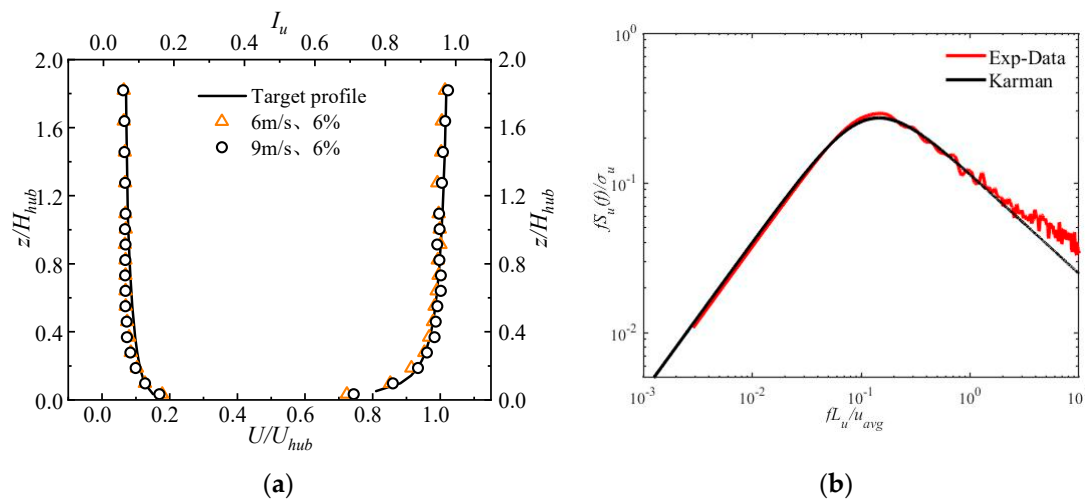 I_u
0.0 0.2 0.4 0.6 0.8 1.0
2.0
1.6
1.2
0.8
0.4
0.0
z/H_hub
Target profile
6m/s、6%
9m/s、6%
2.0
1.6
1.2
0.8
0.4
0.0
z/H_hub
0.0 0.2 0.4 0.6 0.8 1.0
U/U_hub
(a)
10^0
10^-1
10^-2
fS_u(f)/σ_u
Exp-Data
Karman
10^-3 10^-2 10^-1 10^0 10
fL_u/u_avg
(b)